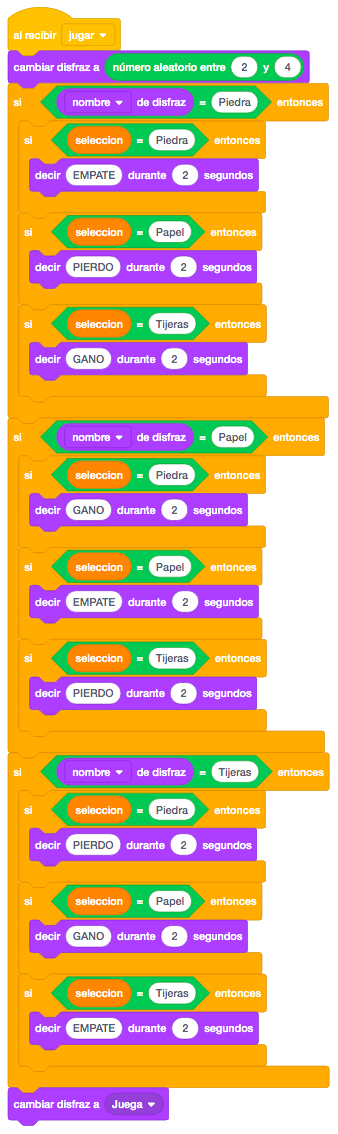 al recibir jugar
cambiar disfraz a número aleatorio entre 2 y 4
si nombre de disfraz = Piedra entonces
si seleccion = Piedra entonces
decir EMPATE durante 2 segundos
si seleccion = Papel entonces
decir PIERDO durante 2 segundos
si seleccion = Tijeras entonces
decir GANO durante 2 segundos
si nombre de disfraz = Papel entonces
si seleccion = Piedra entonces
decir GANO durante 2 segundos
si seleccion = Papel entonces
decir EMPATE durante 2 segundos
si seleccion = Tijeras entonces
decir PIERDO durante 2 segundos
si nombre de disfraz = Tijeras entonces
si seleccion = Piedra entonces
decir PIERDO durante 2 segundos
si seleccion = Papel entonces
decir GANO durante 2 segundos
si seleccion = Tijeras entonces
decir EMPATE durante 2 segundos
cambiar disfraz a Juega